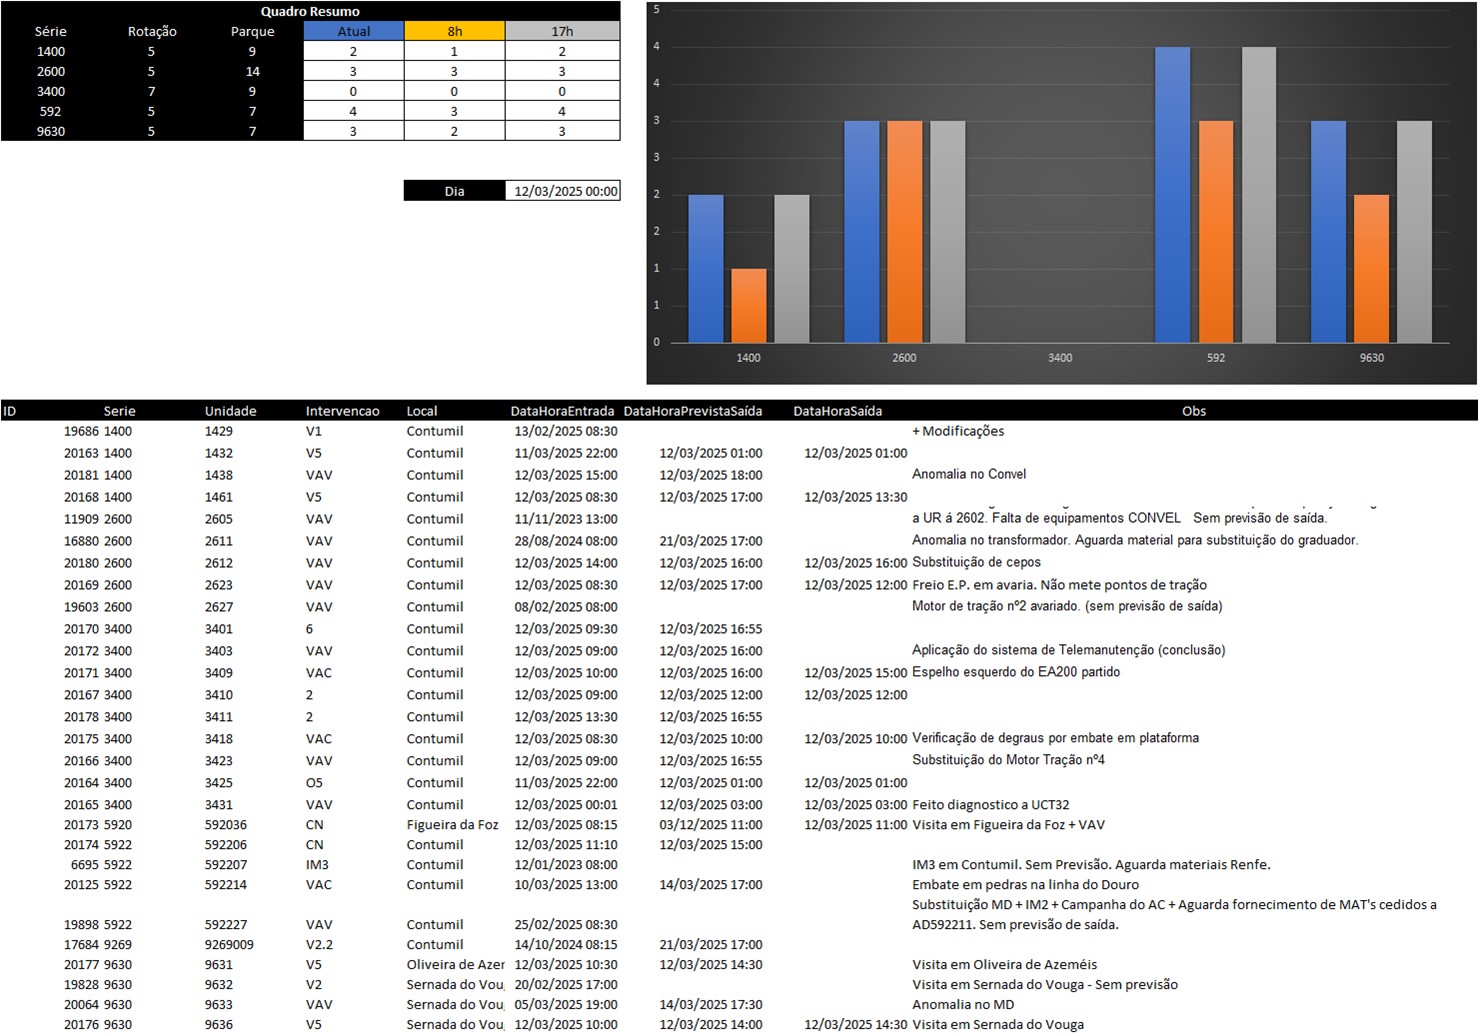 Quadro Resumo
Série Rotação Parque Atual 8h 17h
1400 5 9 2 1 2
2600 5 14 3 3 3
3400 7 9 0 0 0
592 5 7 4 3 4
9630 5 7 3 2 3
Dia 12/03/2025 00:00
5
4
4
3
3
2
2
1
1
0
1400 2600 3400 592 9630
ID Serie Unidade Intervencao Local DataHoraEntrada DataHoraPrevistaSaída DataHoraSaída Obs
19686 1400 1429 V1 Contumil 13/02/2025 08:30 + Modificações
20163 1400 1432 V5 Contumil 11/03/2025 22:00 12/03/2025 01:00 12/03/2025 01:00
20181 1400 1438 VAV Contumil 12/03/2025 15:00 12/03/2025 18:00 Anomalia no Convel
20168 1400 1461 V5 Contumil 12/03/2025 08:30 12/03/2025 17:00 12/03/2025 13:30
11909 2600 2605 VAV Contumil 11/11/2023 13:00 a UR á 2602. Falta de equipamentos CONVEL Sem previsão de saída.
16880 2600 2611 VAV Contumil 28/08/2024 08:00 21/03/2025 17:00 Anomalia no transformador. Aguarda material para substituição do graduador.
20180 2600 2612 VAV Contumil 12/03/2025 14:00 12/03/2025 16:00 12/03/2025 16:00 Substituição de cepos
20169 2600 2623 VAV Contumil 12/03/2025 08:30 12/03/2025 17:00 12/03/2025 12:00 Freio E.P. em avaria. Não mete pontos de tração
19603 2600 2627 VAV Contumil 08/02/2025 08:00 Motor de tração nº2 avariado. (sem previsão de saída)
20170 3400 3401 6 Contumil 12/03/2025 09:30 12/03/2025 16:55
20172 3400 3403 VAV Contumil 12/03/2025 09:00 12/03/2025 16:00 Aplicação do sistema de Telemanutenção (conclusão)
20171 3400 3409 VAC Contumil 12/03/2025 10:00 12/03/2025 16:00 12/03/2025 15:00 Espelho esquerdo do EA200 partido
20167 3400 3410 2 Contumil 12/03/2025 09:00 12/03/2025 12:00 12/03/2025 12:00
20178 3400 3411 2 Contumil 12/03/2025 13:30 12/03/2025 16:55
20175 3400 3418 VAC Contumil 12/03/2025 08:30 12/03/2025 10:00 12/03/2025 10:00 Verificação de degraus por embate em plataforma
20166 3400 3423 VAV Contumil 12/03/2025 09:00 12/03/2025 16:55 Substituição do Motor Tração nº4
20164 3400 3425 O5 Contumil 11/03/2025 22:00 12/03/2025 01:00 12/03/2025 01:00
20165 3400 3431 VAV Contumil 12/03/2025 00:01 12/03/2025 03:00 12/03/2025 03:00 Feito diagnostico a UCT32
20173 5920 592036 CN Figueira da Foz 12/03/2025 08:15 03/12/2025 11:00 12/03/2025 11:00 Visita em Figueira da Foz + VAV
20174 5922 592206 CN Contumil 12/03/2025 11:10 12/03/2025 15:00
6695 5922 592207 IM3 Contumil 12/01/2023 08:00 IM3 em Contumil. Sem Previsão. Aguarda materiais Renfe.
20125 5922 592214 VAC Contumil 10/03/2025 13:00 14/03/2025 17:00 Embate em pedras na linha do Douro
Substituição MD + IM2 + Campanha do AC + Aguarda fornecimento de MAT's cedidos a
19898 5922 592227 VAV Contumil 25/02/2025 08:30 AD592211. Sem previsão de saída.
17684 9269 9269009 V2.2 Contumil 14/10/2024 08:15 21/03/2025 17:00
20177 9630 9631 V5 Oliveira de Azer 12/03/2025 10:30 12/03/2025 14:30 Visita em Oliveira de Azeméis
19828 9630 9632 V2 Sernada do Voug 20/02/2025 17:00 Visita em Sernada do Vouga - Sem previsão
20064 9630 9633 VAV Sernada do Voug 05/03/2025 19:00 14/03/2025 17:30 Anomalia no MD
20176 9630 9636 V5 Sernada do Voug 12/03/2025 10:00 12/03/2025 14:00 12/03/2025 14:30 Visita em Sernada do Vouga